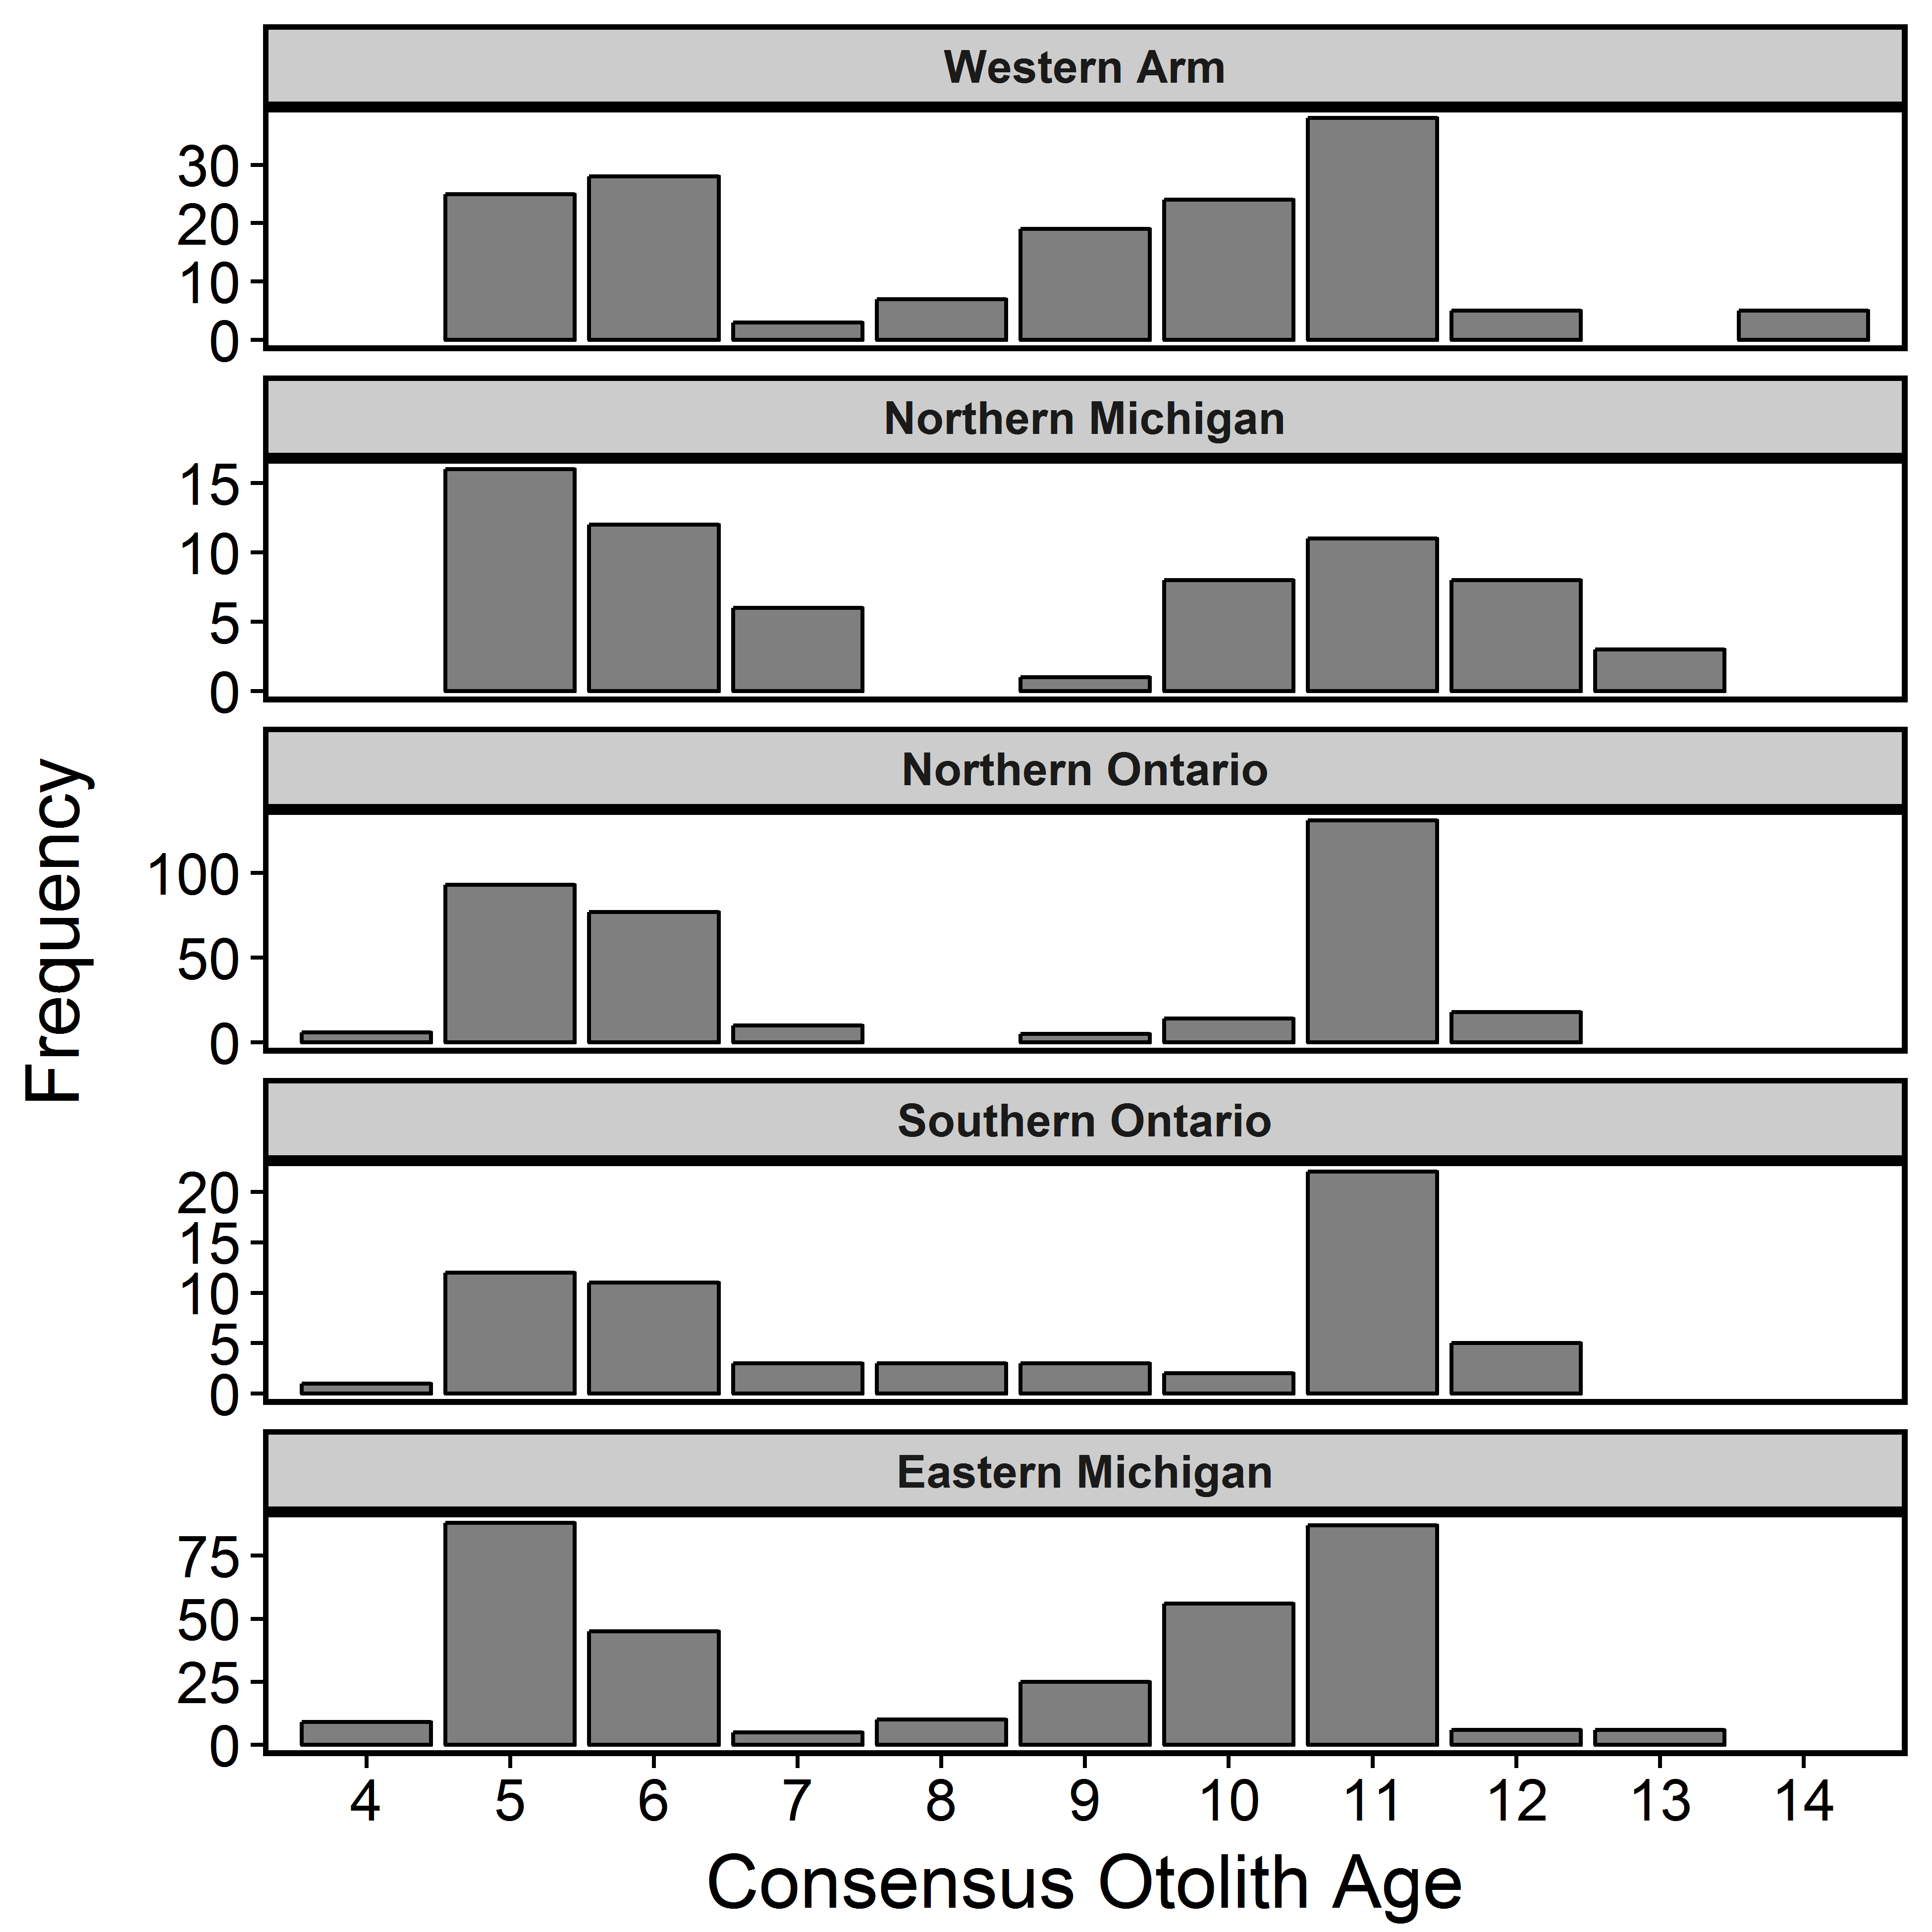 Western Arm
30
20
10
0
Northern Michigan
15
10
5
0
Northern Ontario
100
50
0
Southern Ontario
20
15
10
5
0
Eastern Michigan
75
50
25
0
4 5 6 7 8 9 10 11 12 13 14
Consensus Otolith Age
Frequency